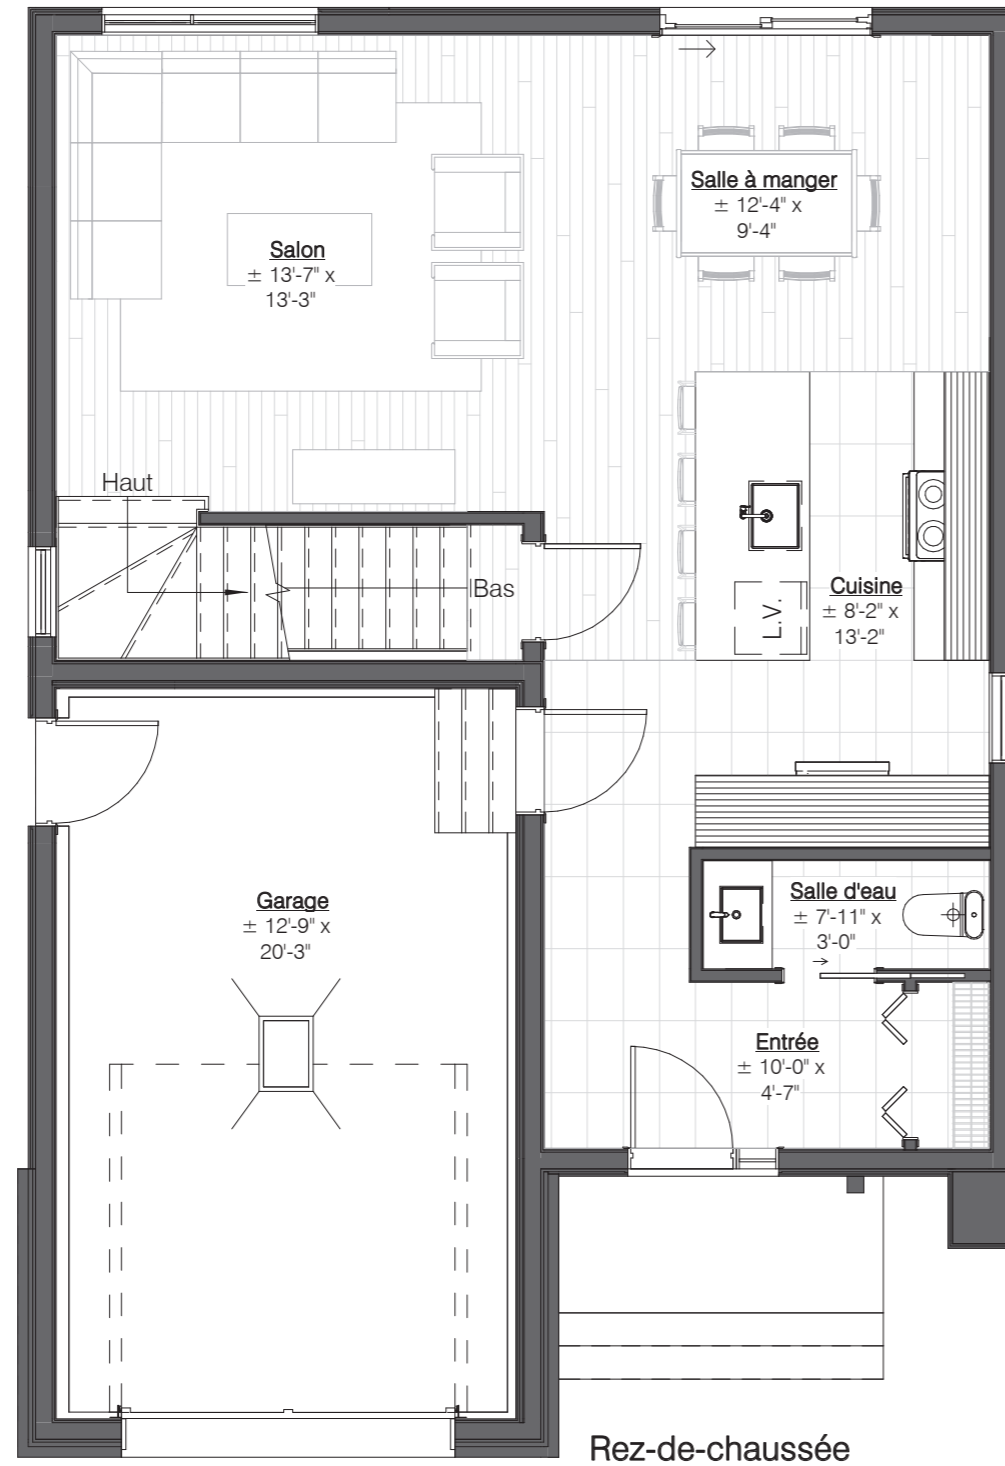 Salle à manger
± 12'-4" x
9'-4"
Salon
± 13'-7" x
13'-3"
Haut
Bas
L.V.
Cuisine
± 8'-2" x
13'-2"
Garage
± 12'-9" x
20'-3"
Salle d'eau
± 7'-11" x
3'-0"
Entrée
± 10'-0" x
4'-7"
Rez-de-chaussée